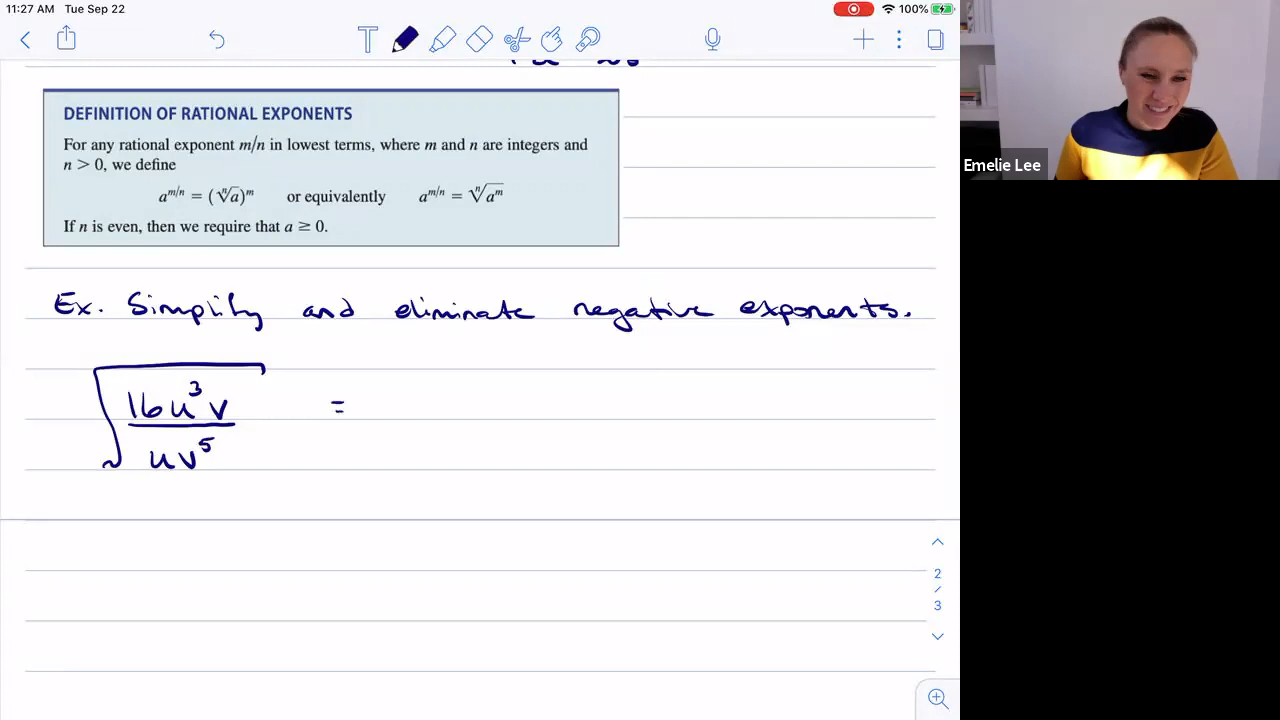 11:27 AM Tue Sep 22
100%
T
DEFINITION OF RATIONAL EXPONENTS
For any rational exponent m/n in lowest terms, where m and n are integers and
n > 0, we define
a^{m/n} = (ⁿ√a)^m or equivalently a^{m/n} = ⁿ√(a^m)
If n is even, then we require that a ≥ 0.
Ex. Simplify and eliminate negative exponents.
√(16u³v / uv⁵) =
2
/
3
Emelie Lee